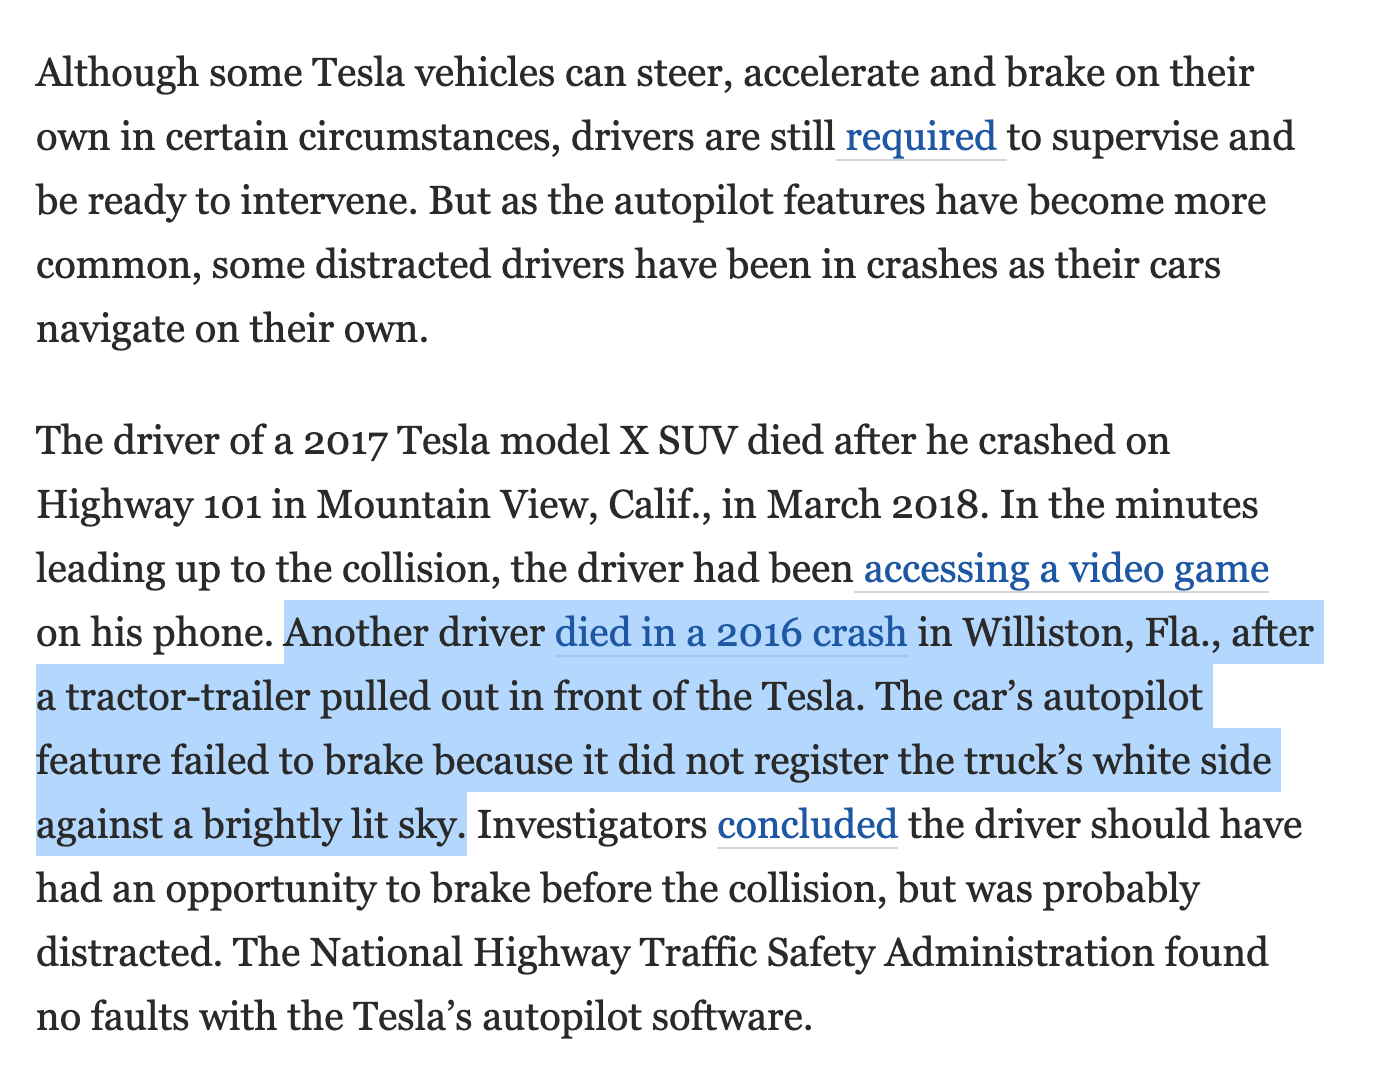 Although some Tesla vehicles can steer, accelerate and brake on their
own in certain circumstances, drivers are still required to supervise and
be ready to intervene. But as the autopilot features have become more
common, some distracted drivers have been in crashes as their cars
navigate on their own.
The driver of a 2017 Tesla model X SUV died after he crashed on
Highway 101 in Mountain View, Calif., in March 2018. In the minutes
leading up to the collision, the driver had been accessing a video game
on his phone. Another driver died in a 2016 crash in Williston, Fla., after
a tractor-trailer pulled out in front of the Tesla. The car’s autopilot
feature failed to brake because it did not register the truck’s white side
against a brightly lit sky. Investigators concluded the driver should have
had an opportunity to brake before the collision, but was probably
distracted. The National Highway Traffic Safety Administration found
no faults with the Tesla’s autopilot software.